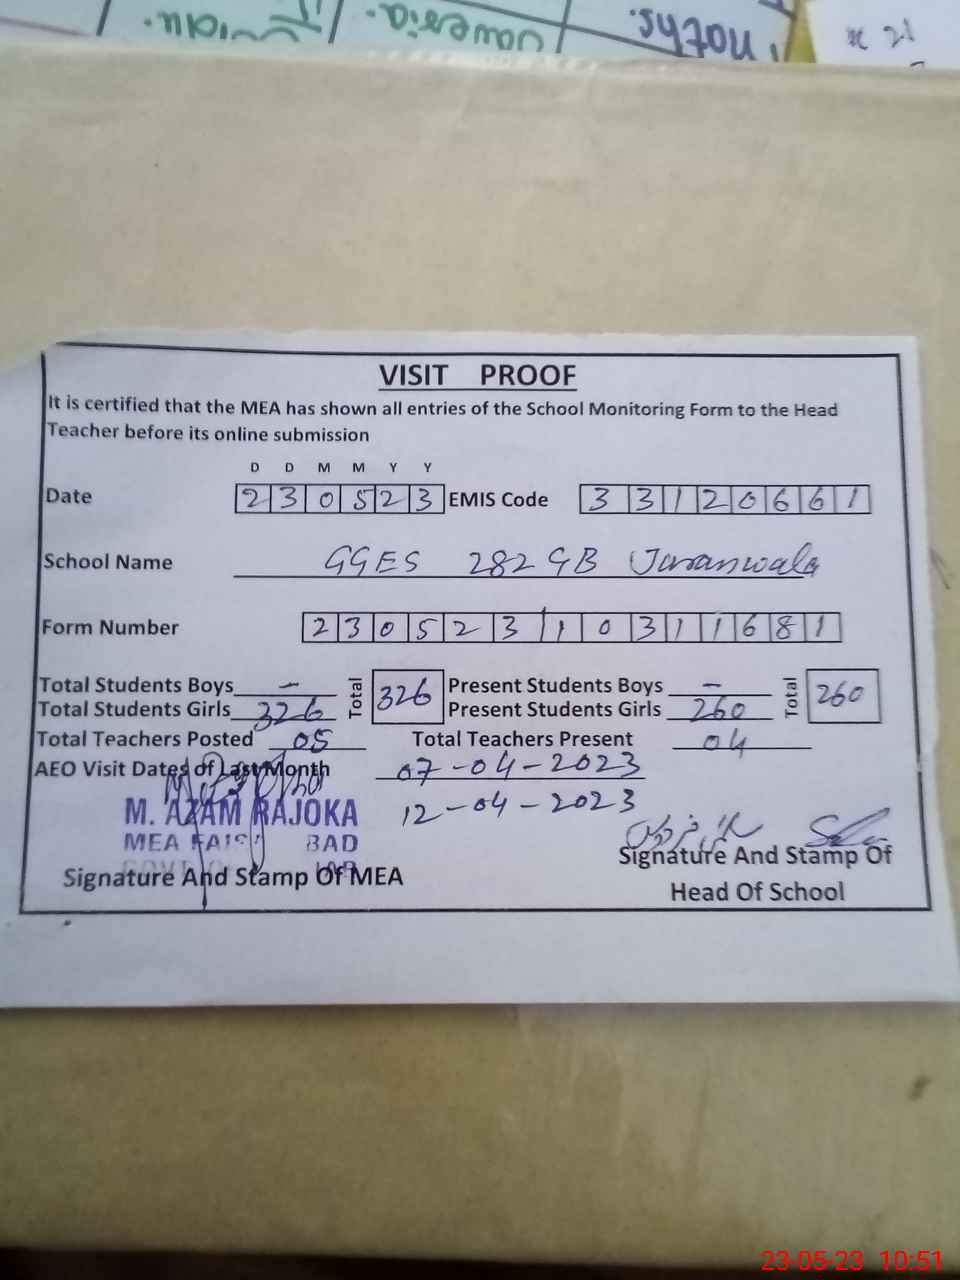 Maths.
Javeria.
VISIT PROOF
It is certified that the MEA has shown all entries of the School Monitoring Form to the Head
Teacher before its online submission
D D M M Y Y
Date 230523 EMIS Code 33120661
School Name GGES 282 GB Jaranwala
Form Number 230523110311681
Total Students Boys - Total 326 Present Students Boys - Total 260
Total Students Girls 326 Present Students Girls 260
Total Teachers Posted 05 Total Teachers Present 04
AEO Visit Dates of Last Month 07-04-2023
12-04-2023
M. AZAM RAJOKA
MEA
Signature And Stamp Of MEA
Signature And Stamp Of
Head Of School
23-05-23 10:51